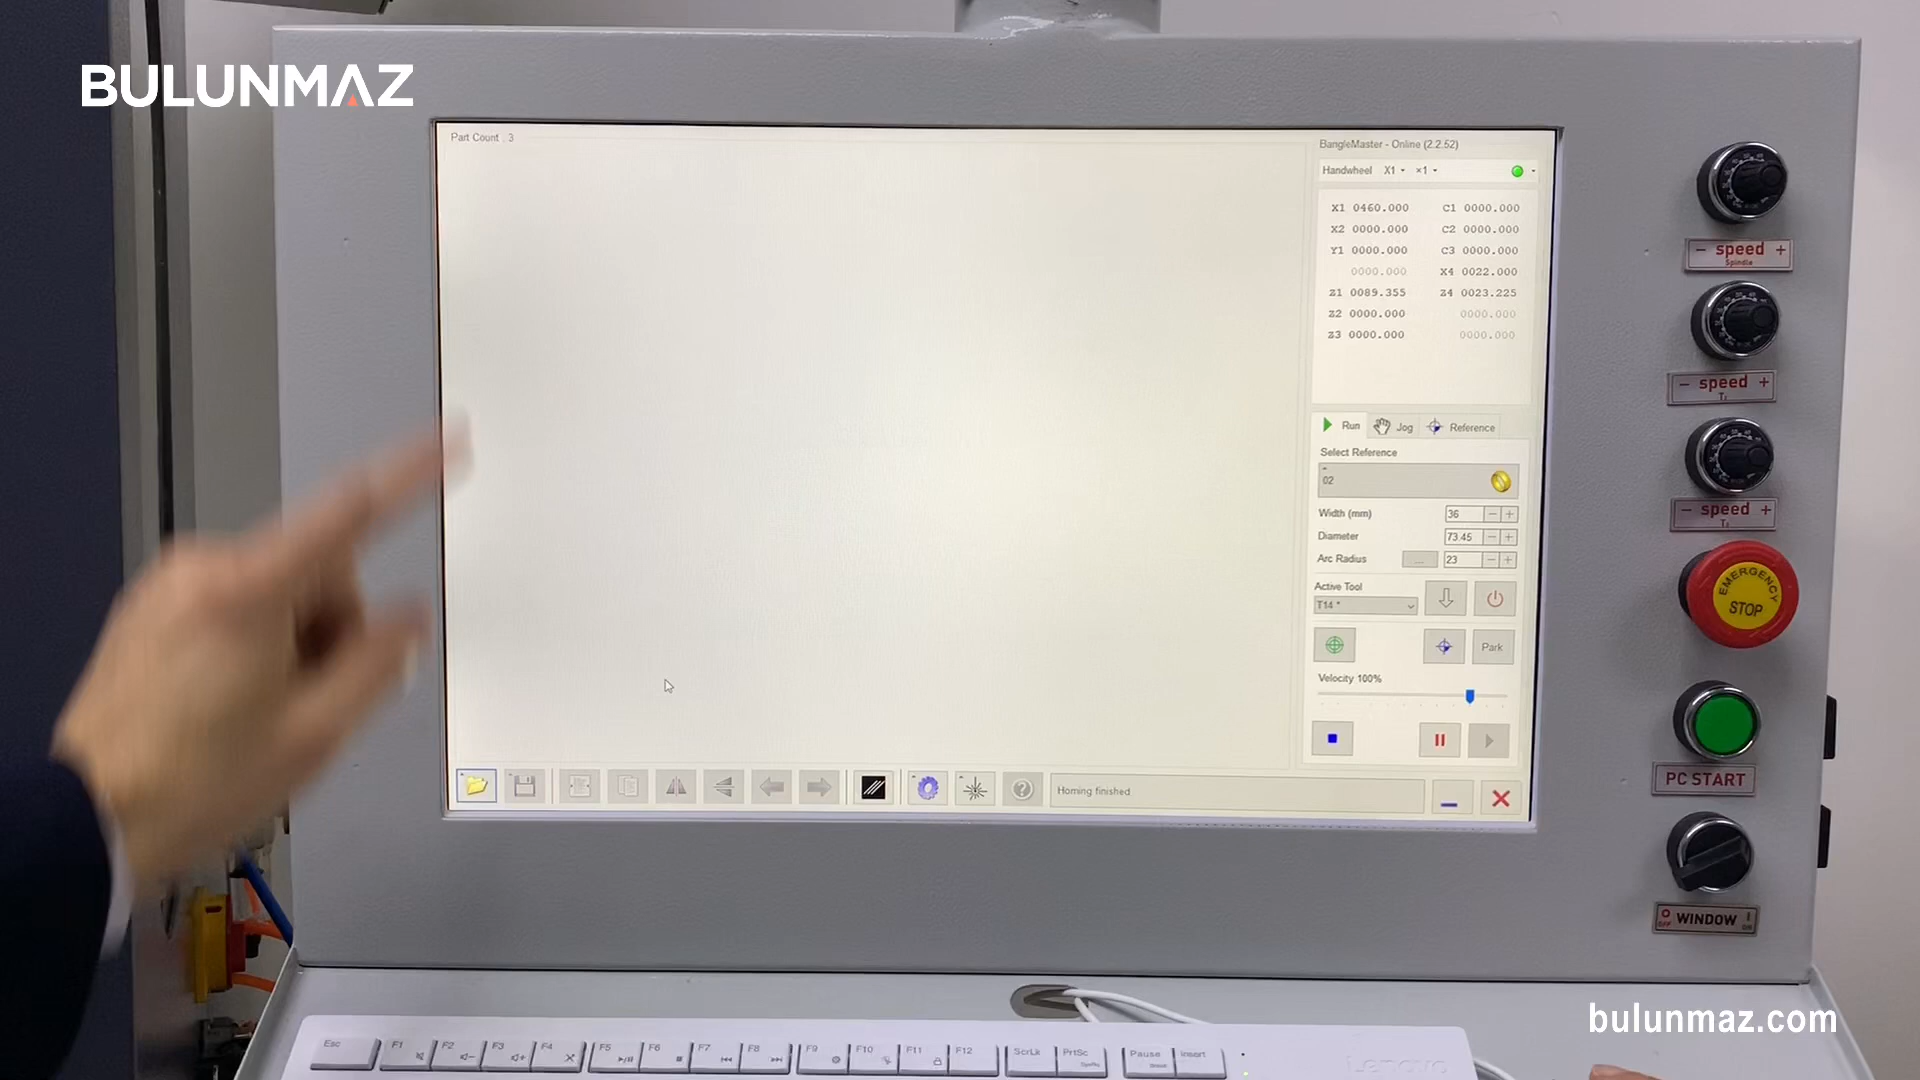 BULUNMAZ
Part Count 3
BangleMaster - Online (2.2.52)
Handwheel X1 ×1
X1 0460.000 C1 0000.000
X2 0000.000 C2 0000.000
Y1 0000.000 C3 0000.000
0000.000 X4 0022.000
Z1 0089.355 Z4 0023.225
Z2 0000.000 0000.000
Z3 0000.000 0000.000
Run Jog Reference
Select Reference
02
Width (mm) 36
Diameter 73.45
Arc Radius ... 23
Active Tool
T14 *
Park
Velocity 100%
Homing finished
− speed +
Spindle
− speed +
− speed +
EMERGENCY
STOP
PC START
WINDOW
OFF
bulunmaz.com
Esc F1 F2 F3 F4 F5 F6 F7 F8 F9 F10 F11 F12 ScrLk PrtSc Pause Insert
SysRq
Lenovo